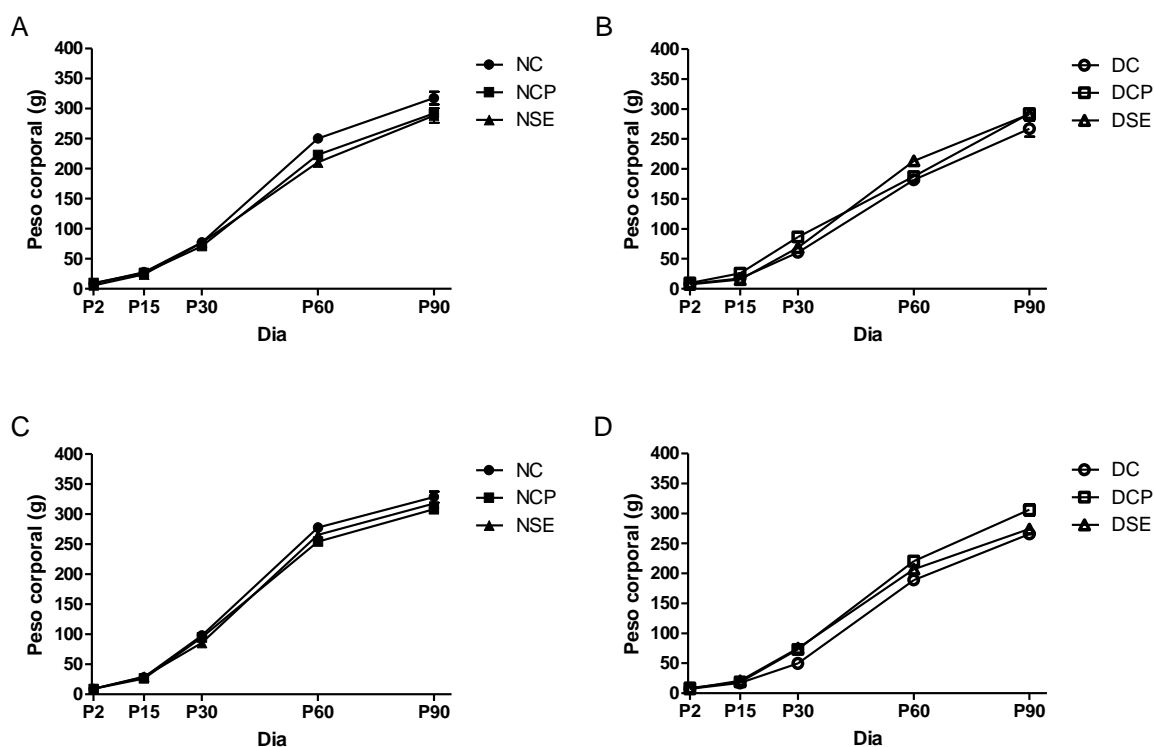 A
Peso corporal (g)
400
350
300
250
200
150
100
50
0
P2 P15 P30 P60 P90
Dia
NC
NCP
NSE
B
Peso corporal (g)
400
350
300
250
200
150
100
50
0
P2 P15 P30 P60 P90
Dia
DC
DCP
DSE
C
Peso corporal (g)
400
350
300
250
200
150
100
50
0
P2 P15 P30 P60 P90
Dia
NC
NCP
NSE
D
Peso corporal (g)
400
350
300
250
200
150
100
50
0
P2 P15 P30 P60 P90
Dia
DC
DCP
DSE